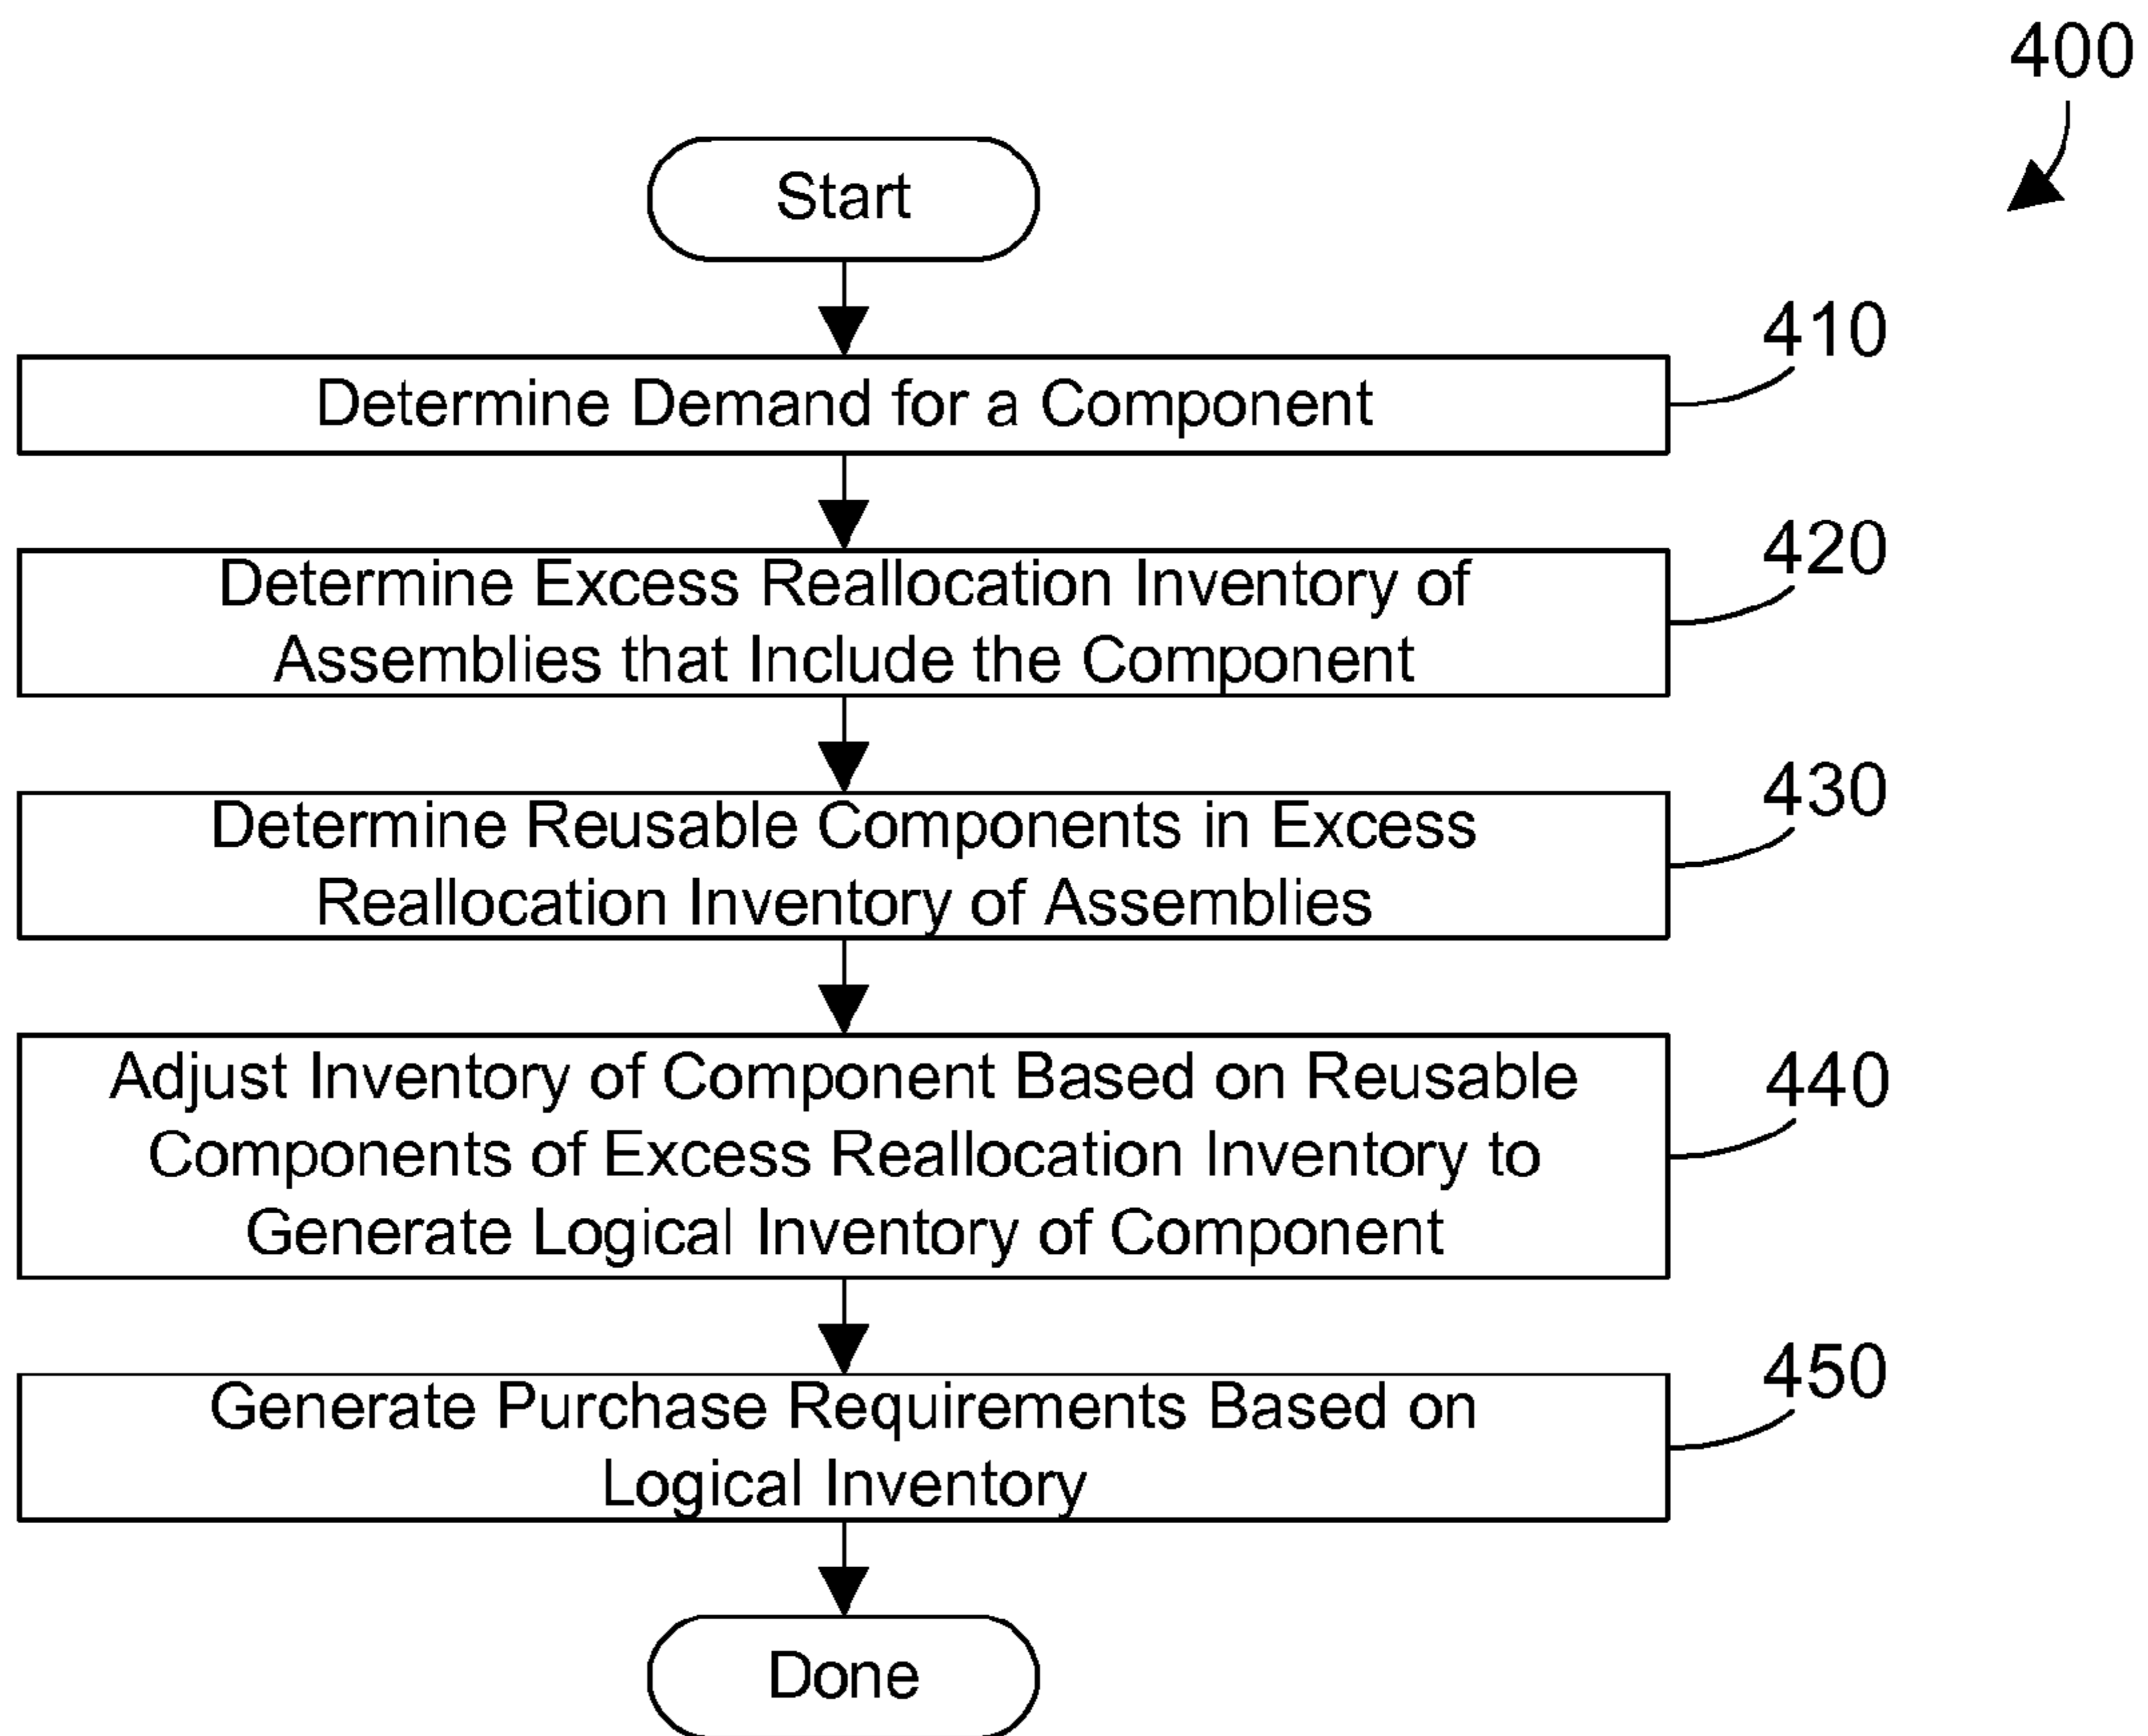 400
Start
410
Determine Demand for a Component
420
Determine Excess Reallocation Inventory of
Assemblies that Include the Component
430
Determine Reusable Components in Excess
Reallocation Inventory of Assemblies
440
Adjust Inventory of Component Based on Reusable
Components of Excess Reallocation Inventory to
Generate Logical Inventory of Component
450
Generate Purchase Requirements Based on
Logical Inventory
Done